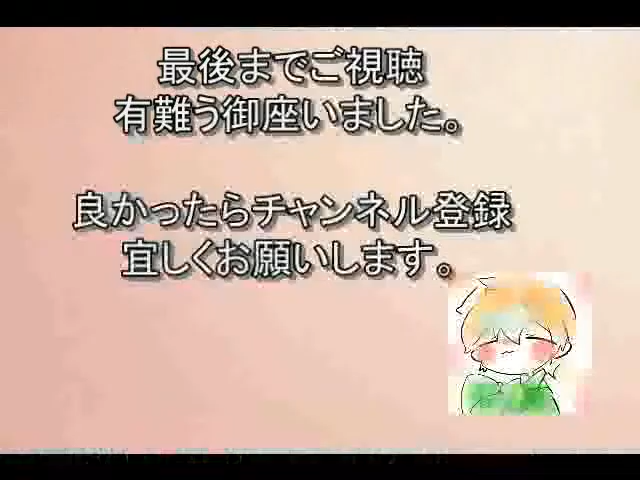 最後までご視聴
有難う御座いました。
良かったらチャンネル登録
宜しくお願いします。